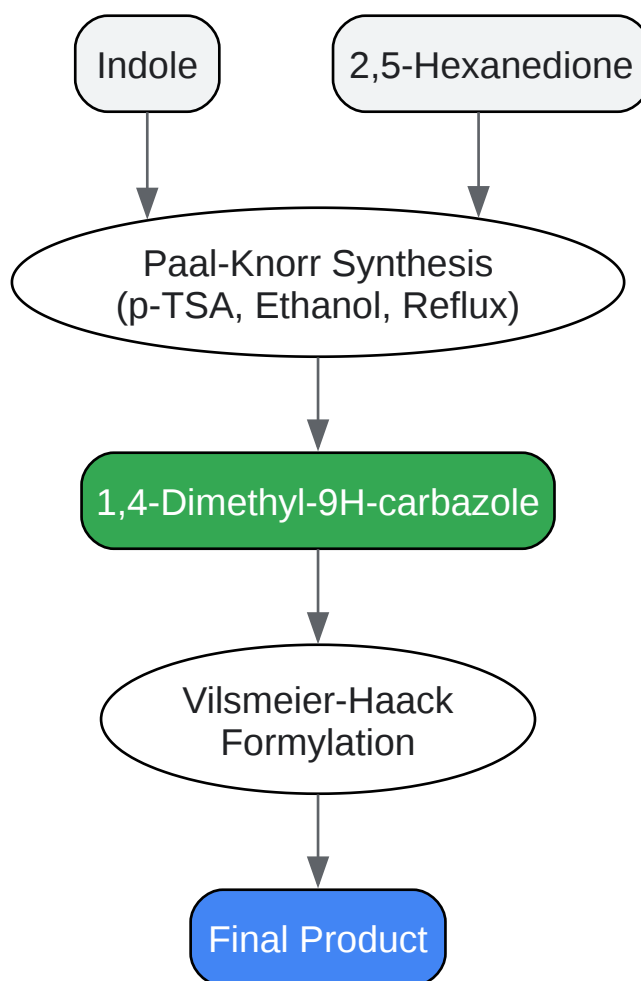 Indole
2,5-Hexanedione
Paal-Knorr Synthesis
(p-TSA, Ethanol, Reflux)
1,4-Dimethyl-9H-carbazole
Vilsmeier-Haack
Formylation
Final Product